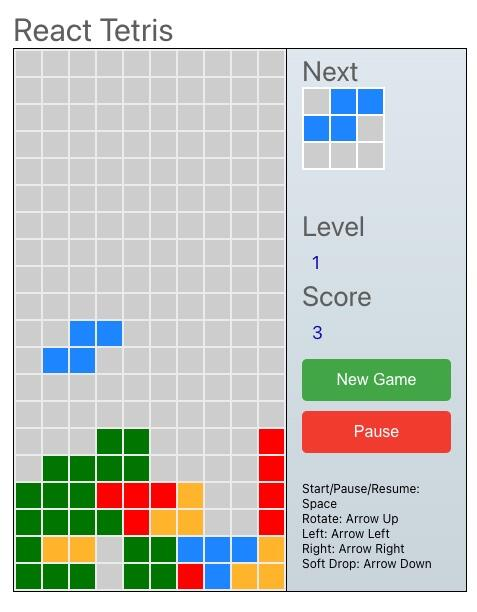 React Tetris
Next
Level
1
Score
3
New Game
Pause
Start/Pause/Resume:
Space
Rotate: Arrow Up
Left: Arrow Left
Right: Arrow Right
Soft Drop: Arrow Down